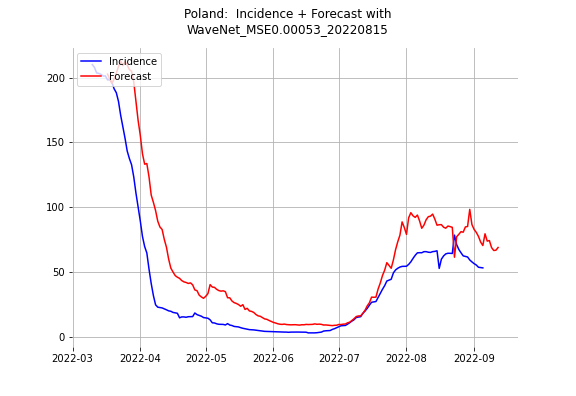 Poland:  Incidence + Forecast with
WaveNet_MSE0.00053_20220815
Incidence
Forecast
200
150
100
50
0
2022-03 2022-04 2022-05 2022-06 2022-07 2022-08 2022-09